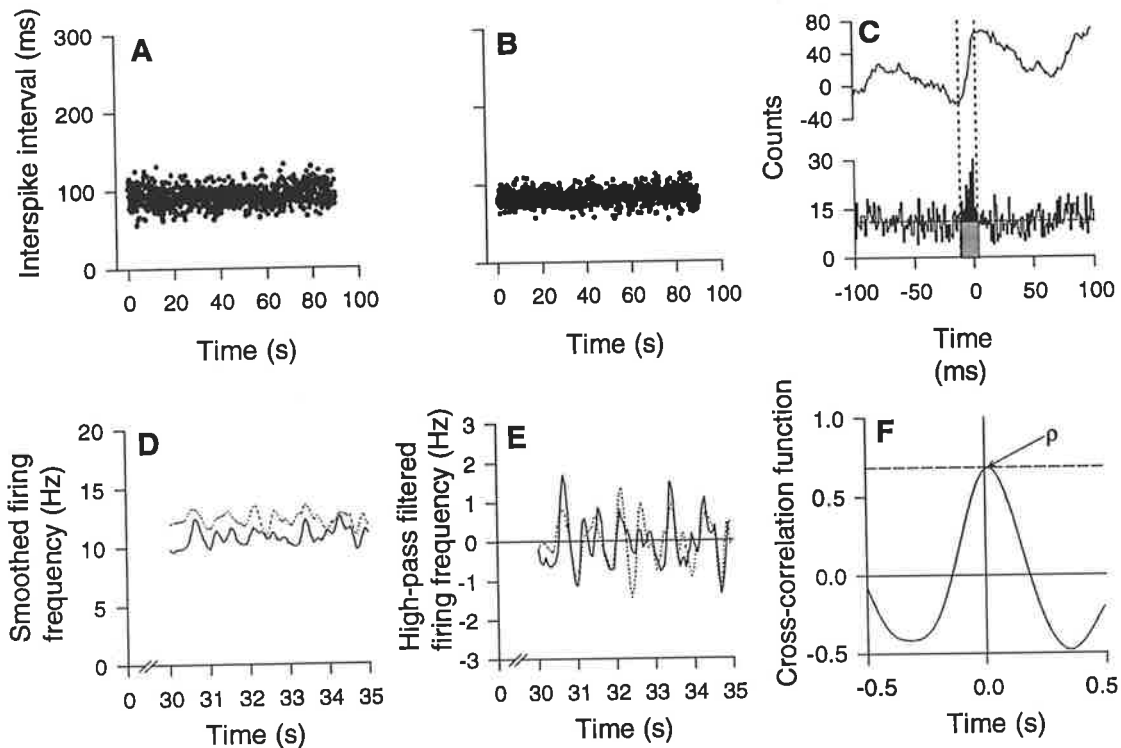 A
B
C
Interspike interval (ms)
300
200
100
0
0 20 40 60 80 100
Time (s)
0 20 40 60 80 100
Time (s)
Counts
80
40
0
-40
30
15
0
-100 -50 0 50 100
Time
(ms)
D
E
F
Smoothed firing
frequency (Hz)
20
15
10
5
0
0 30 31 32 33 34 35
Time (s)
High-pass filtered
firing frequency (Hz)
3
2
1
0
-1
-2
-3
0 30 31 32 33 34 35
Time (s)
Cross-correlation function
1.0
0.5
0.0
-0.5
ρ
-0.5 0.0 0.5
Time (s)